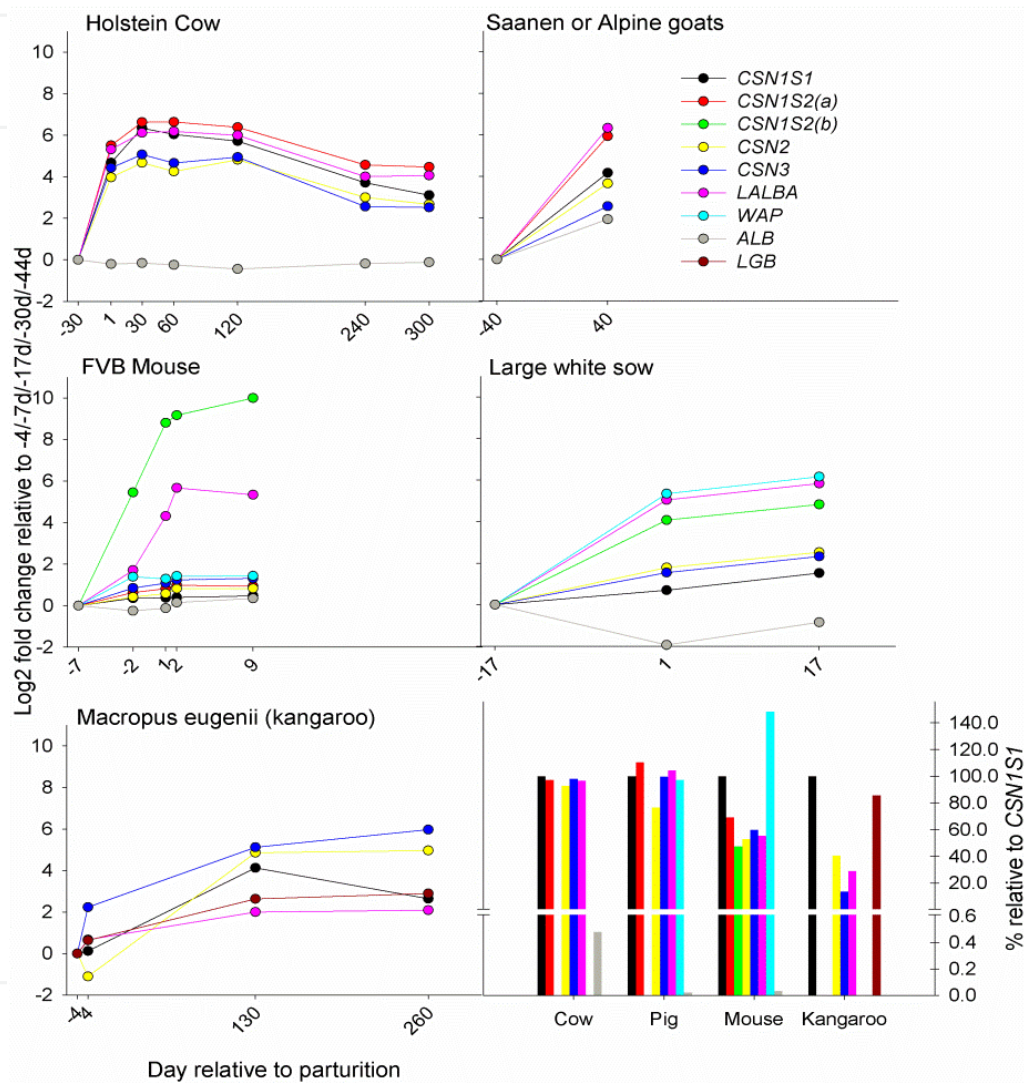 Holstein Cow
Saanen or Alpine goats
10
8
6
4
2
0
-2
-30
1
30
60
120
240
300
-40
40
CSN1S1
CSN1S2(a)
CSN1S2(b)
CSN2
CSN3
LALBA
WAP
ALB
LGB
Log2 fold change relative to -4/-7d/-17d/-30d/-44d
FVB Mouse
Large white sow
10
8
6
4
2
0
-2
-7
-2
1
2
9
-17
1
17
Macropus eugenii (kangaroo)
10
8
6
4
2
0
-2
-4
4
130
260
140.0
120.0
100.0
80.0
60.0
40.0
20.0
0.6
0.4
0.2
0.0
% relative to CSN1S1
Cow
Pig
Mouse
Kangaroo
Day relative to parturition